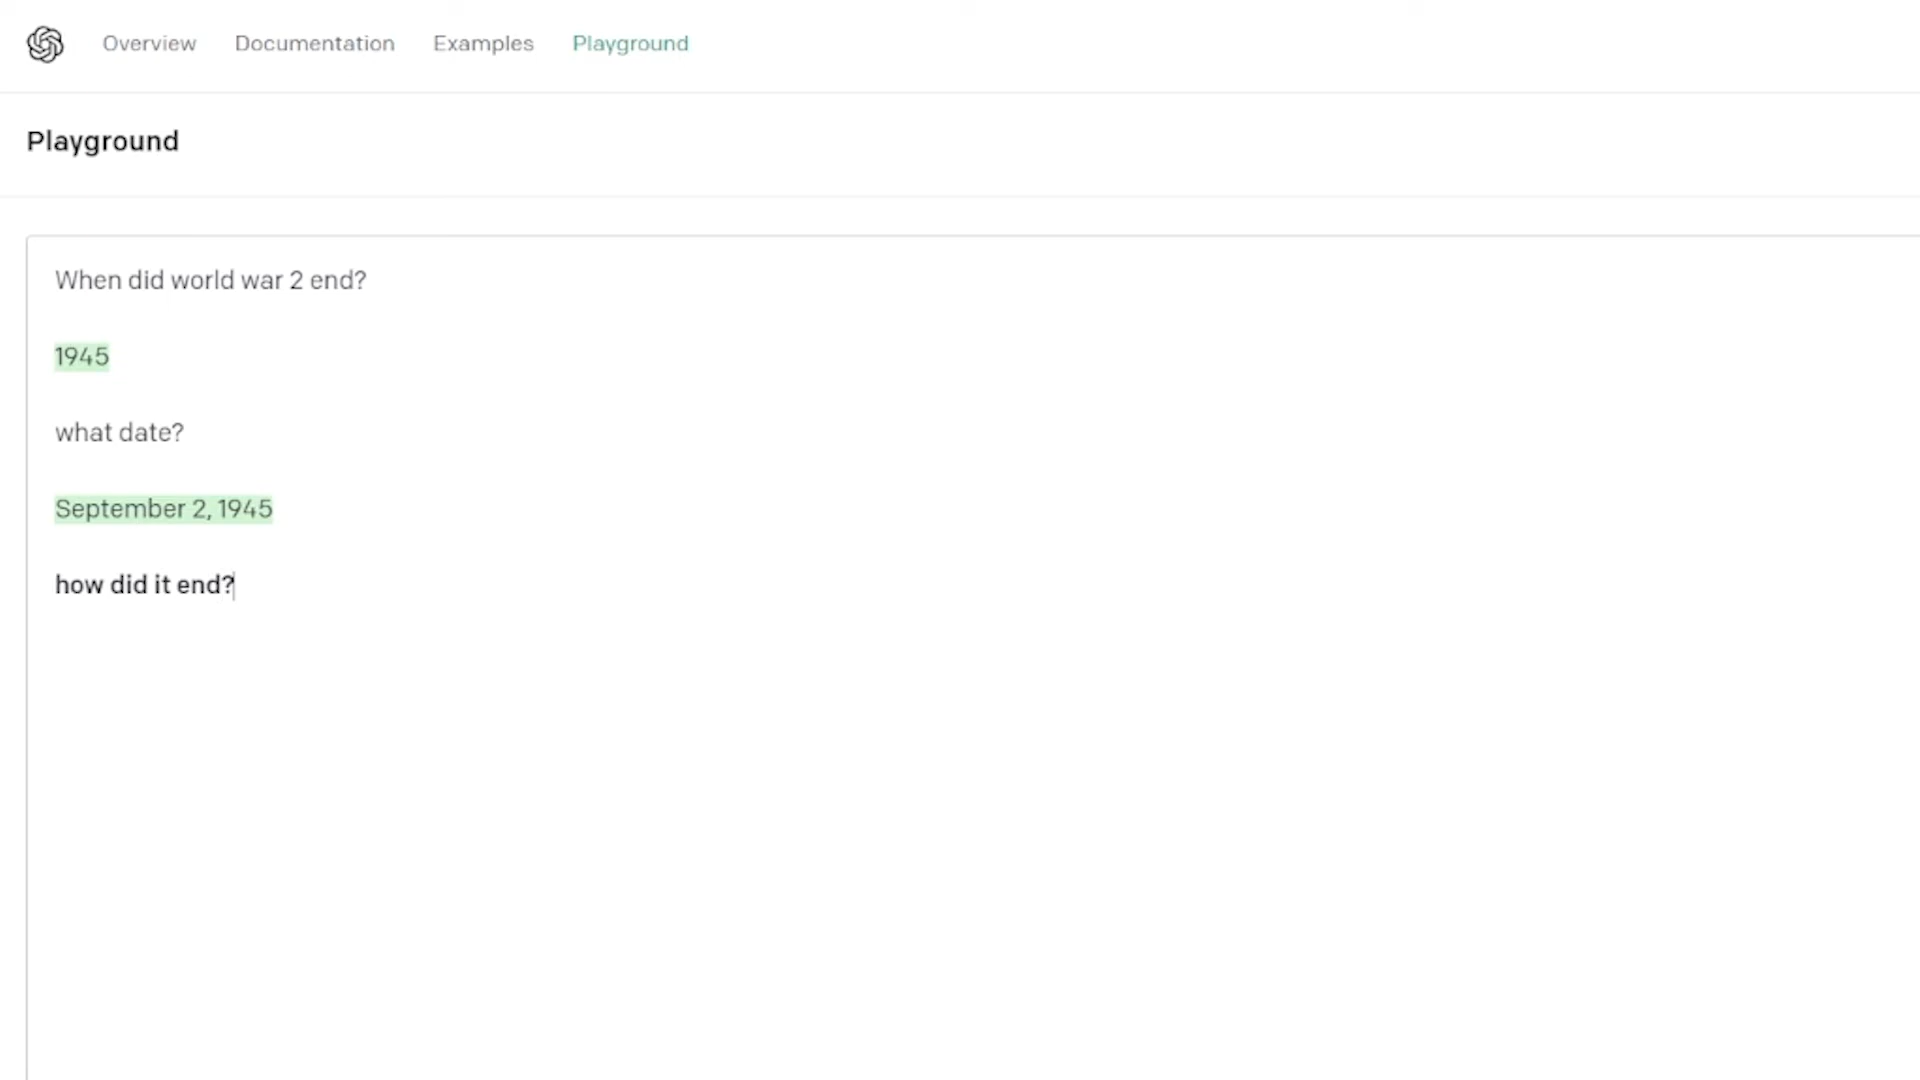 Overview Documentation Examples Playground
Playground
When did world war 2 end?
1945
what date?
September 2, 1945
how did it end?